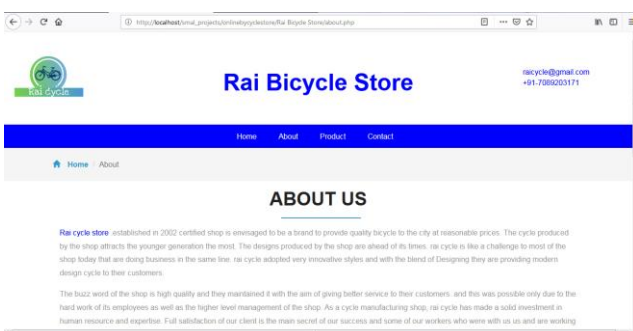 http://localhost/smal_projects/onlinebycyclestore/Rai Bicycle Store/about.php
Rai cycle
Rai Bicycle Store
raicycle@gmail.com
+91-7089203171
Home About Product Contact
Home / About
ABOUT US
Rai cycle store, established in 2002 certified shop is envisaged to be a brand to provide quality bicycle to the city at reasonable prices. The cycle produced
by the shop attracts the younger generation the most. The designs produced by the shop are ahead of its times. rai cycle is like a challenge to most of the
shop today that are doing business in the same line. rai cycle adopted very innovative styles and with the blend of Designing they are providing modern
design cycle to their customers.
The buzz word of the shop is high quality and they maintained it with the aim of giving better service to their customers. and this was possible only due to the
hard work of its employees as well as the higher level management of the shop. As a cycle manufacturing shop, rai cycle has made a solid investment in
human resource and expertise. Full satisfaction of our client is the main secret of our success and some of our workers who were with us us and are working